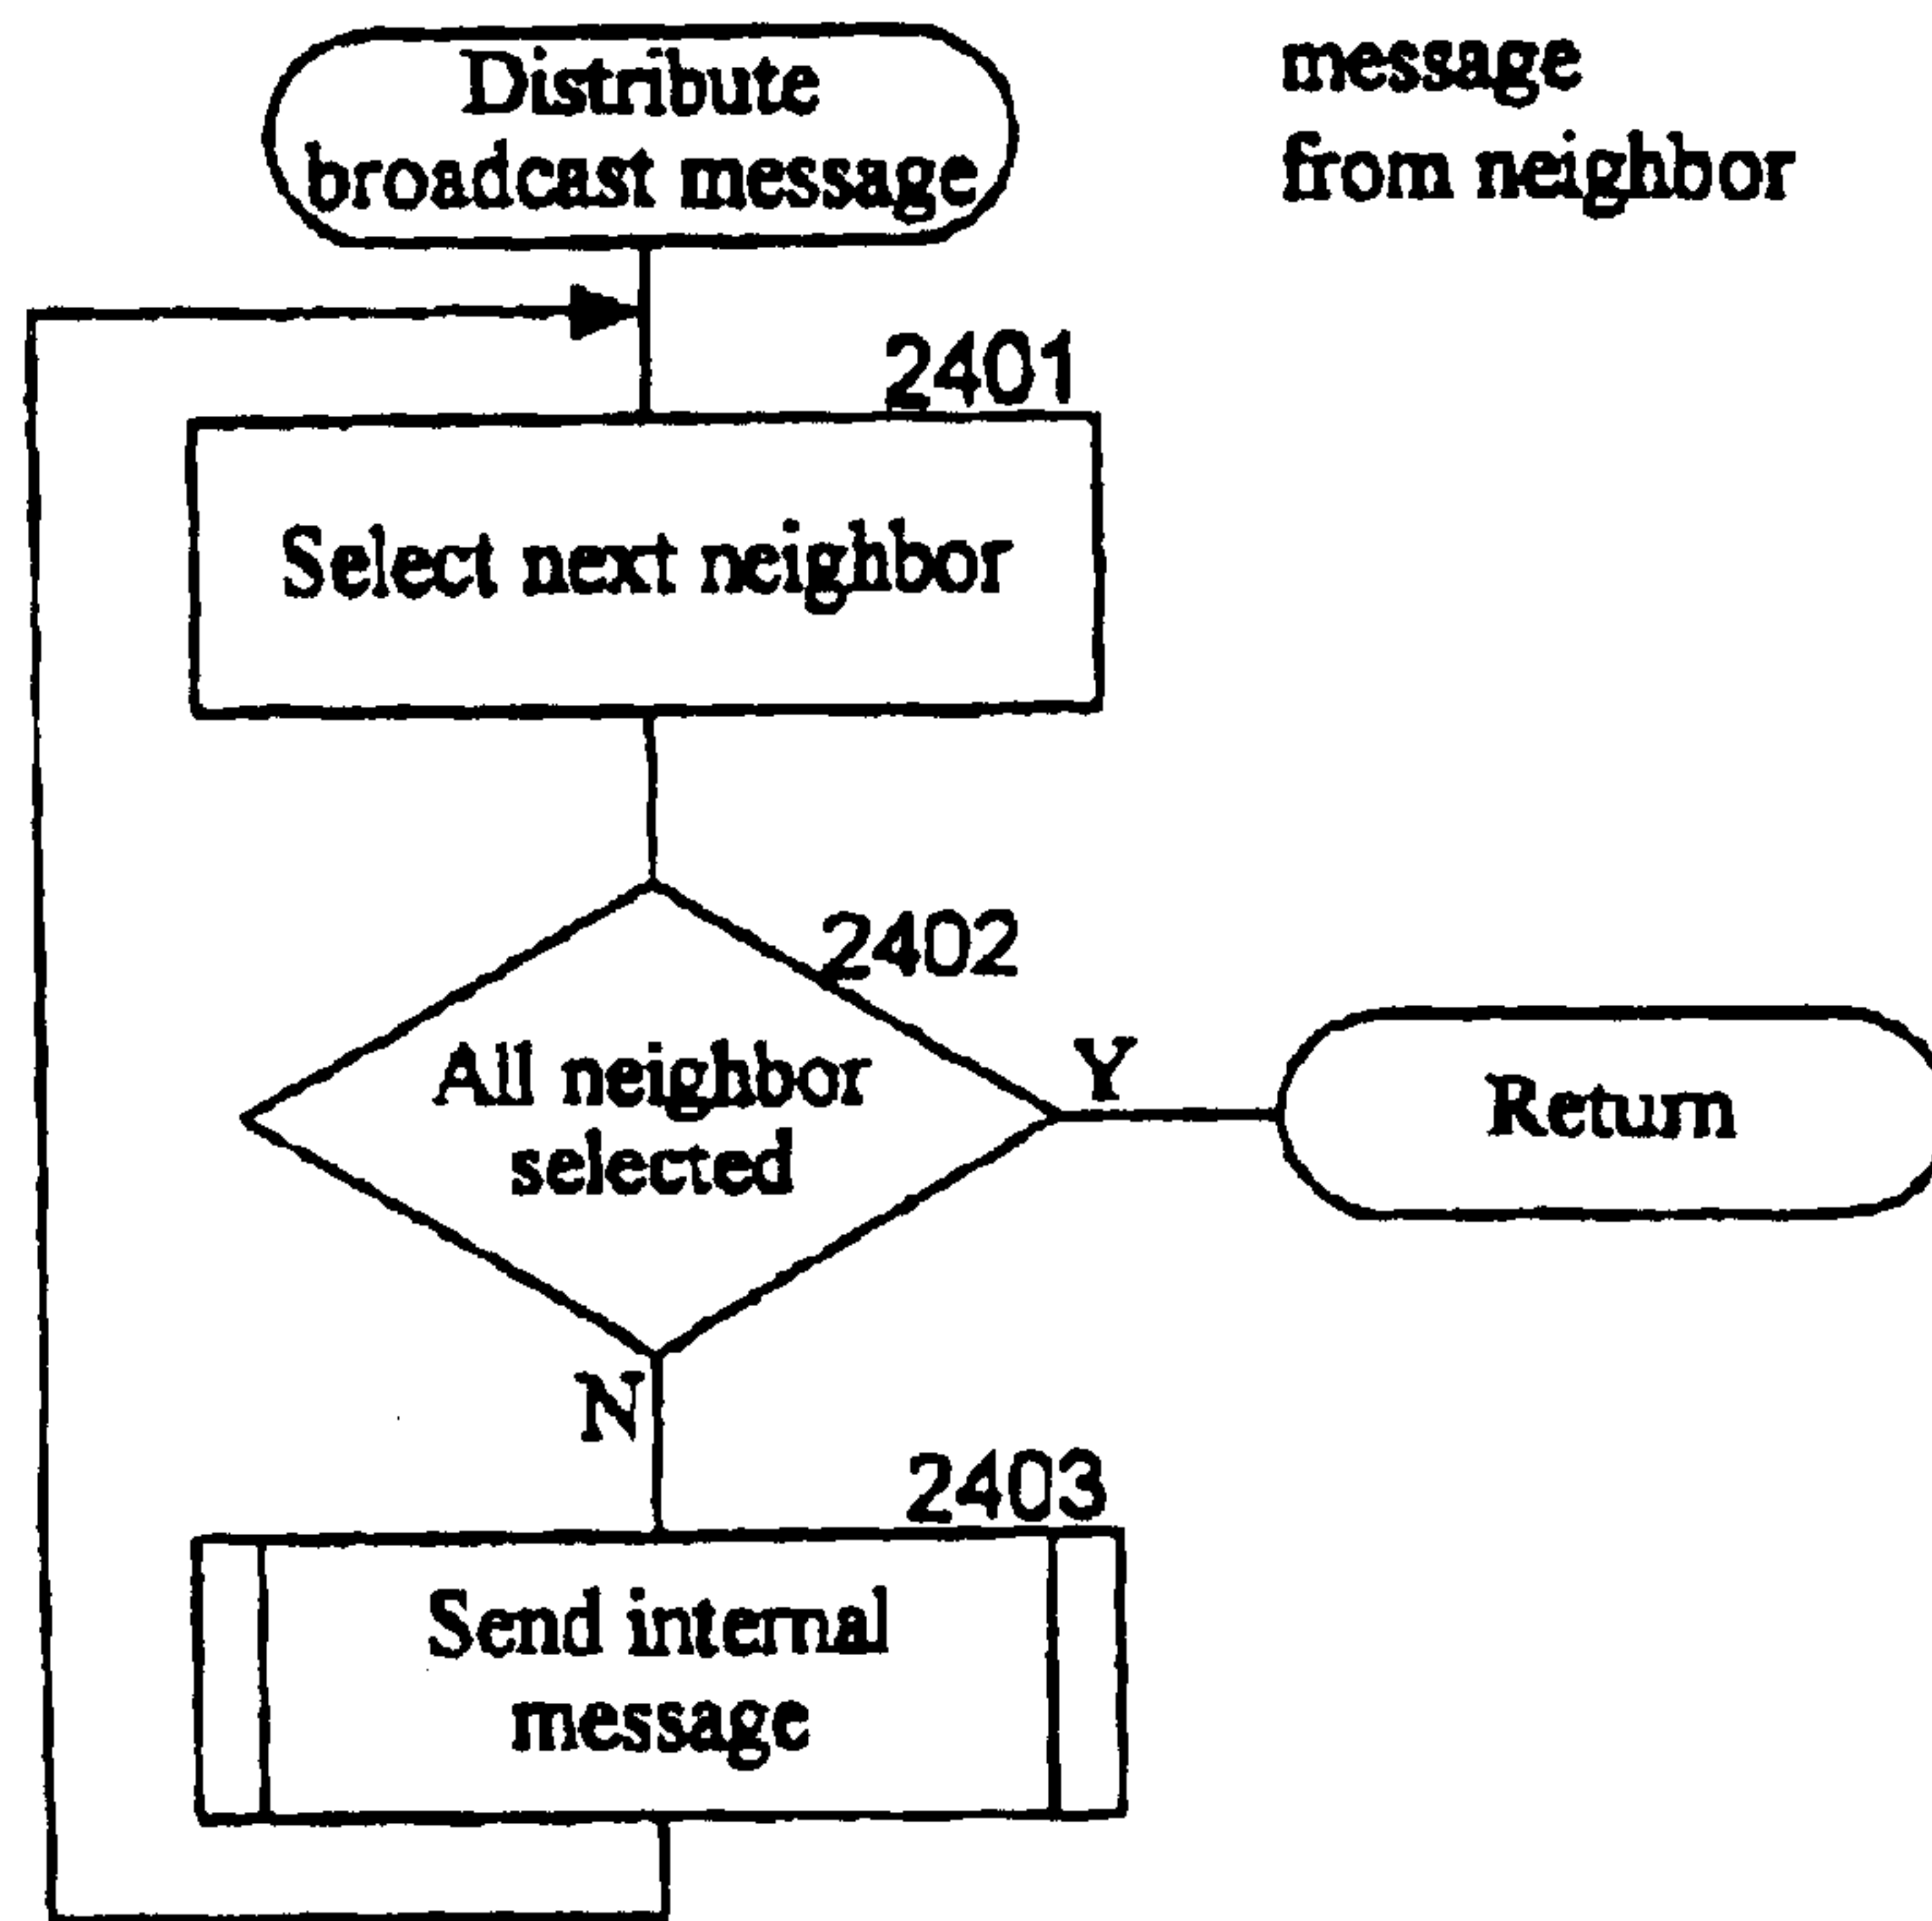 Distribute
broadcast message
message
from neighbor
2401
Select next neighbor
2402
All neighbor
selected
Y
Return
N
2403
Send internal
message